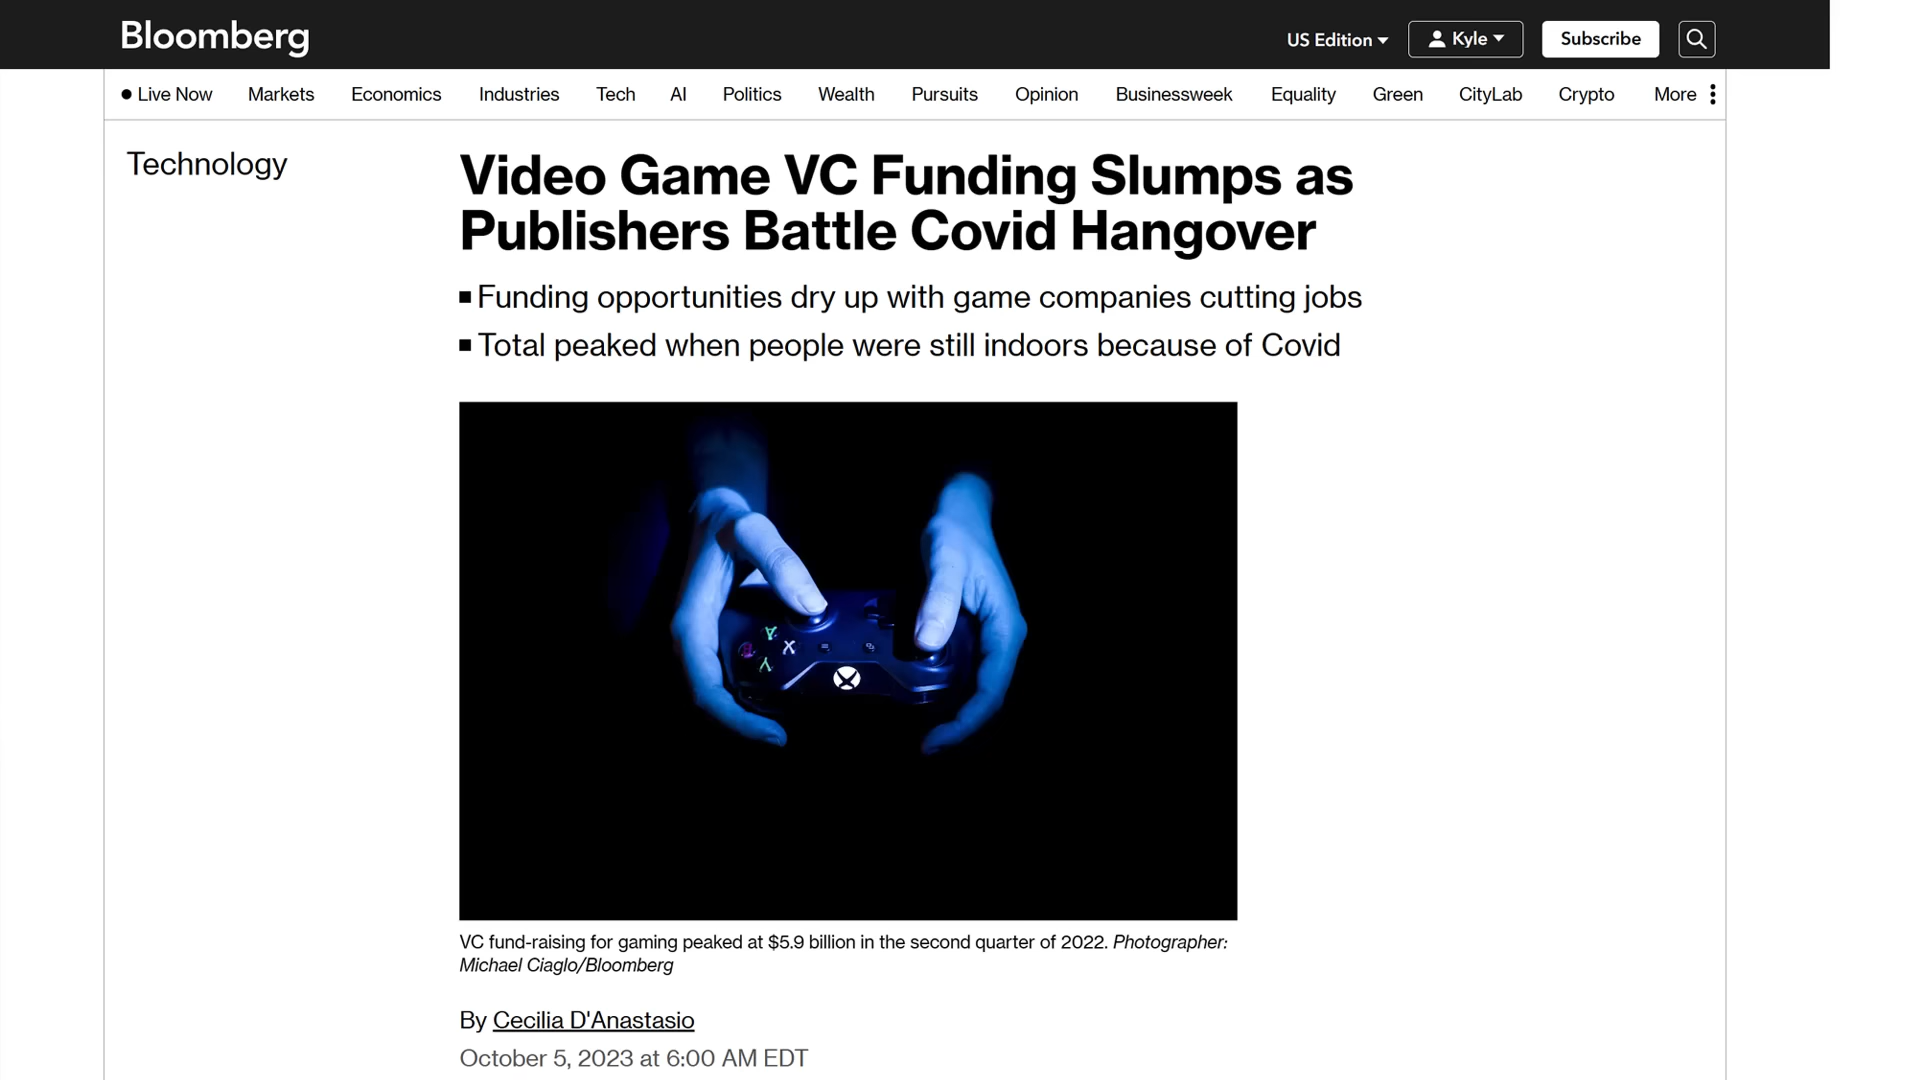 Bloomberg
US Edition
Kyle
Subscribe
Live Now Markets Economics Industries Tech AI Politics Wealth Pursuits Opinion Businessweek Equality Green CityLab Crypto More
Technology
Video Game VC Funding Slumps as
Publishers Battle Covid Hangover
Funding opportunities dry up with game companies cutting jobs
Total peaked when people were still indoors because of Covid
A
X
B
Y
VC fund-raising for gaming peaked at $5.9 billion in the second quarter of 2022. Photographer:
Michael Ciaglo/Bloomberg
By Cecilia D'Anastasio
October 5, 2023 at 6:00 AM EDT